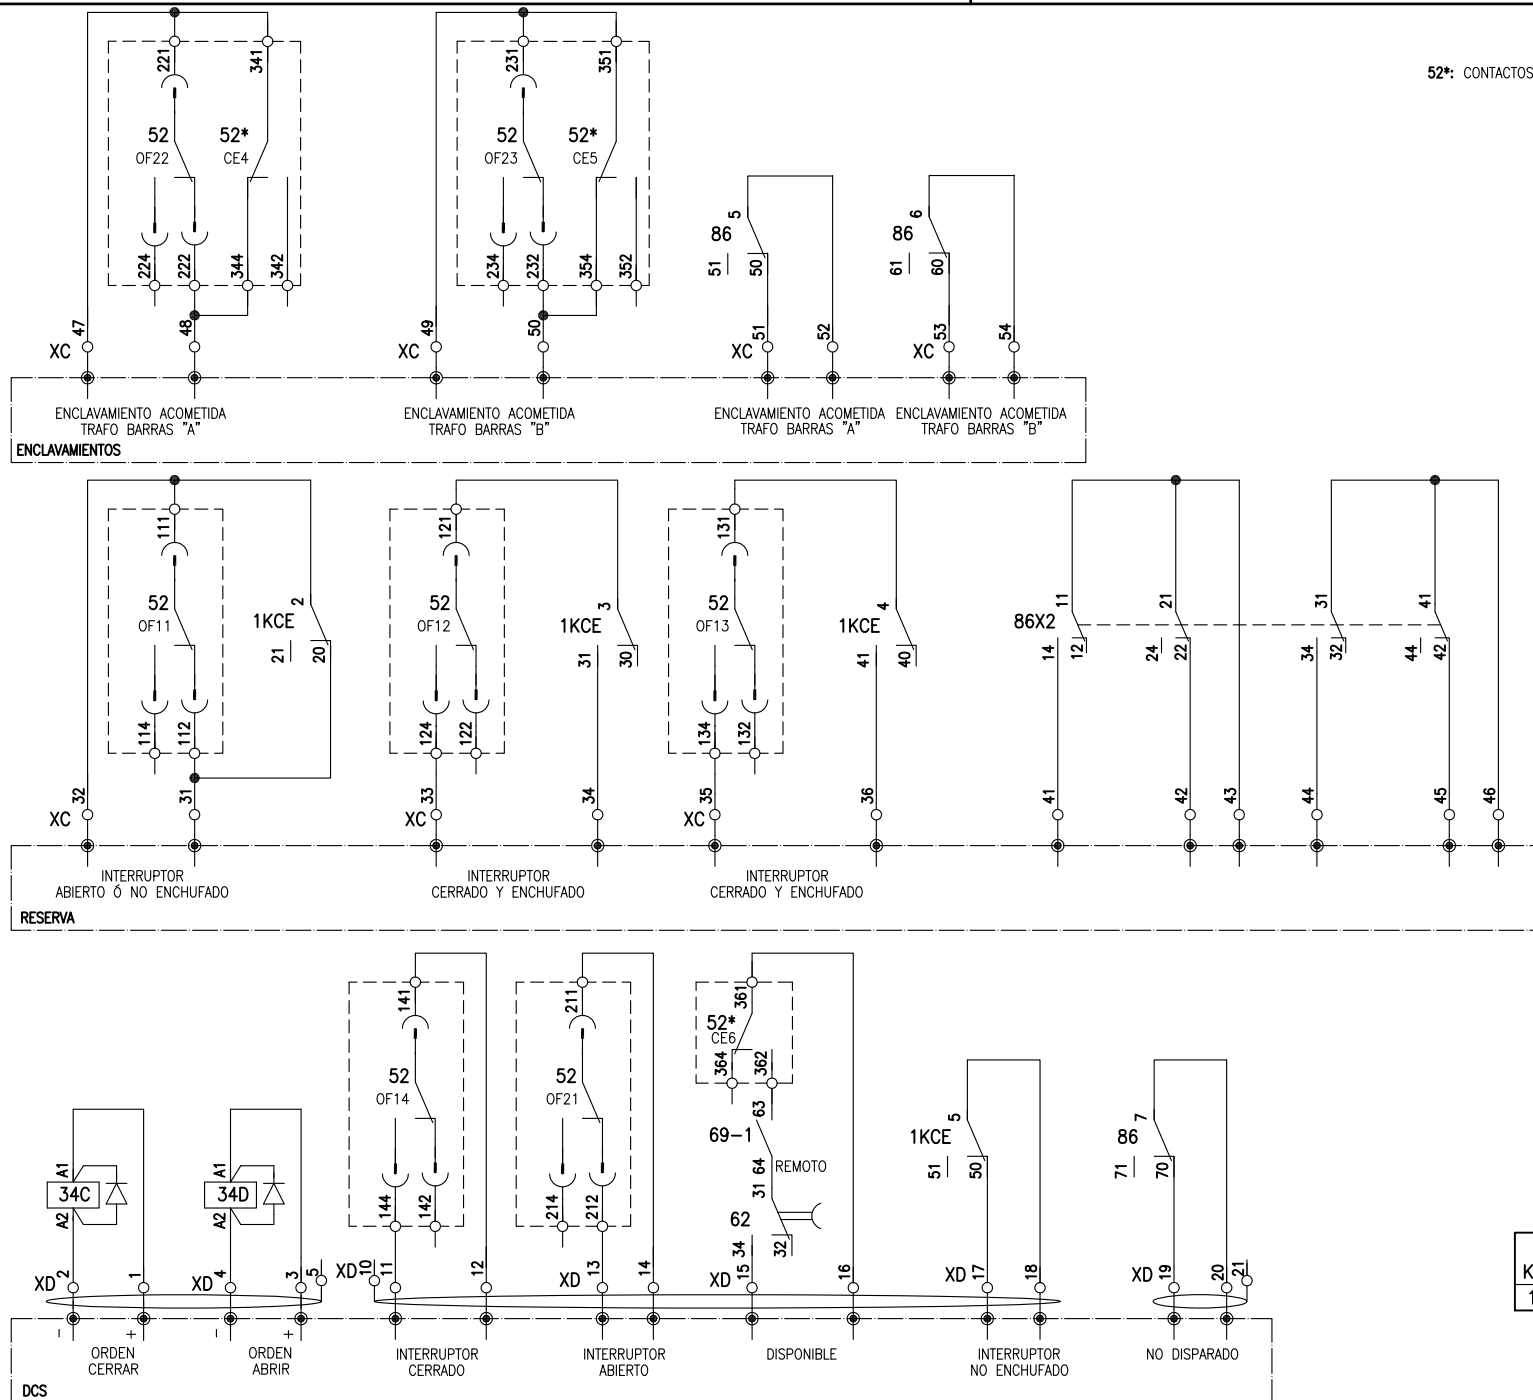 52*: CONTACTOS
221
341
231
351
52
OF22
52*
CE4
52
OF23
52*
CE5
5
86
51
50
6
86
61
60
224
222
344
342
234
232
354
352
47
48
49
50
51
52
53
54
XC
XC
XC
XC
ENCLAVAMIENTO ACOMETIDA
TRAFO BARRAS "A"
ENCLAVAMIENTO ACOMETIDA
TRAFO BARRAS "B"
ENCLAVAMIENTO ACOMETIDA
TRAFO BARRAS "A"
ENCLAVAMIENTO ACOMETIDA
TRAFO BARRAS "B"
ENCLAVAMIENTOS
111
121
131
52
OF11
2
1KCE
21
20
52
OF12
3
1KCE
31
30
52
OF13
4
1KCE
41
40
11
86X2
14
12
21
24
22
31
34
32
41
44
42
114
112
124
122
134
132
32
31
33
34
35
36
41
42
43
44
45
46
XC
XC
XC
INTERRUPTOR
ABIERTO Ó NO ENCHUFADO
INTERRUPTOR
CERRADO Y ENCHUFADO
INTERRUPTOR
CERRADO Y ENCHUFADO
RESERVA
141
211
361
52*
CE6
364
362
52
OF14
52
OF21
63
69-1
64
REMOTO
31
62
34
32
5
1KCE
51
50
7
86
71
70
A1
34C
A2
A1
34D
A2
144
142
214
212
XD
2
1
4
XD
3
5
XD
10
11
12
XD
13
14
XD
15
16
XD
17
18
XD
19
20
21
K
1
-
+
-
+
ORDEN
CERRAR
ORDEN
ABRIR
INTERRUPTOR
CERRADO
INTERRUPTOR
ABIERTO
DISPONIBLE
INTERRUPTOR
NO ENCHUFADO
NO DISPARADO
DCS